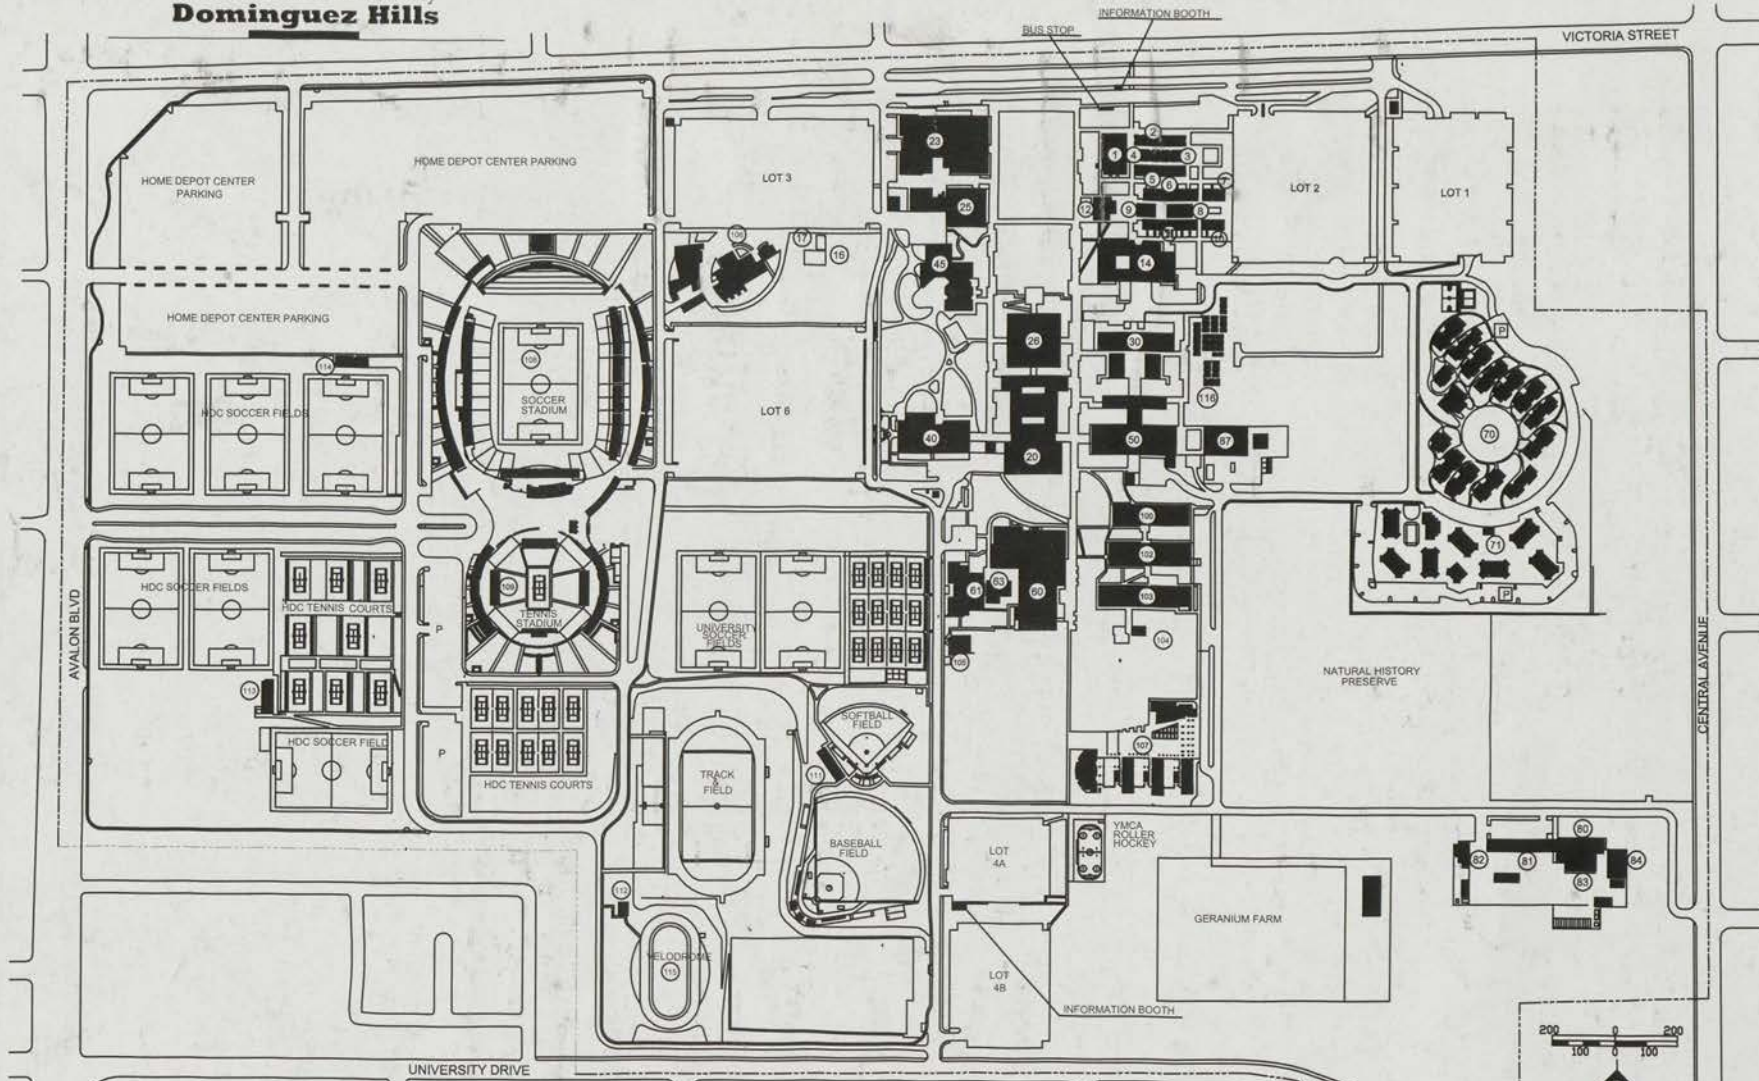 Dominguez Hills
INFORMATION BOOTH
BUS STOP
VICTORIA STREET
HOME DEPOT CENTER
PARKING
HOME DEPOT CENTER PARKING
LOT 3
LOT 2
LOT 1
23
1
2
3
4
5
6
7
8
9
12
14
25
17
16
45
HOME DEPOT CENTER PARKING
26
30
P
114
HDC SOCCER FIELDS
SOCCER
STADIUM
LOT 6
116
40
20
50
87
70
AVALON BLVD
HDC SOCCER FIELDS
HDC TENNIS COURTS
109
TENNIS
STADIUM
UNIVERSITY
SOCCER
FIELDS
61
63
60
100
102
103
104
71
P
P
113
HDC SOCCER FIELD
P
HDC TENNIS COURTS
TRACK
&
FIELD
SOFTBALL
FIELD
111
107
NATURAL HISTORY
PRESERVE
CENTRAL AVENUE
BASEBALL
FIELD
LOT
4A
YMCA
ROLLER
HOCKEY
80
82
81
83
84
112
VELODROME
115
GERANIUM FARM
LOT
4B
INFORMATION BOOTH
200 0 200
100 0 100
UNIVERSITY DRIVE